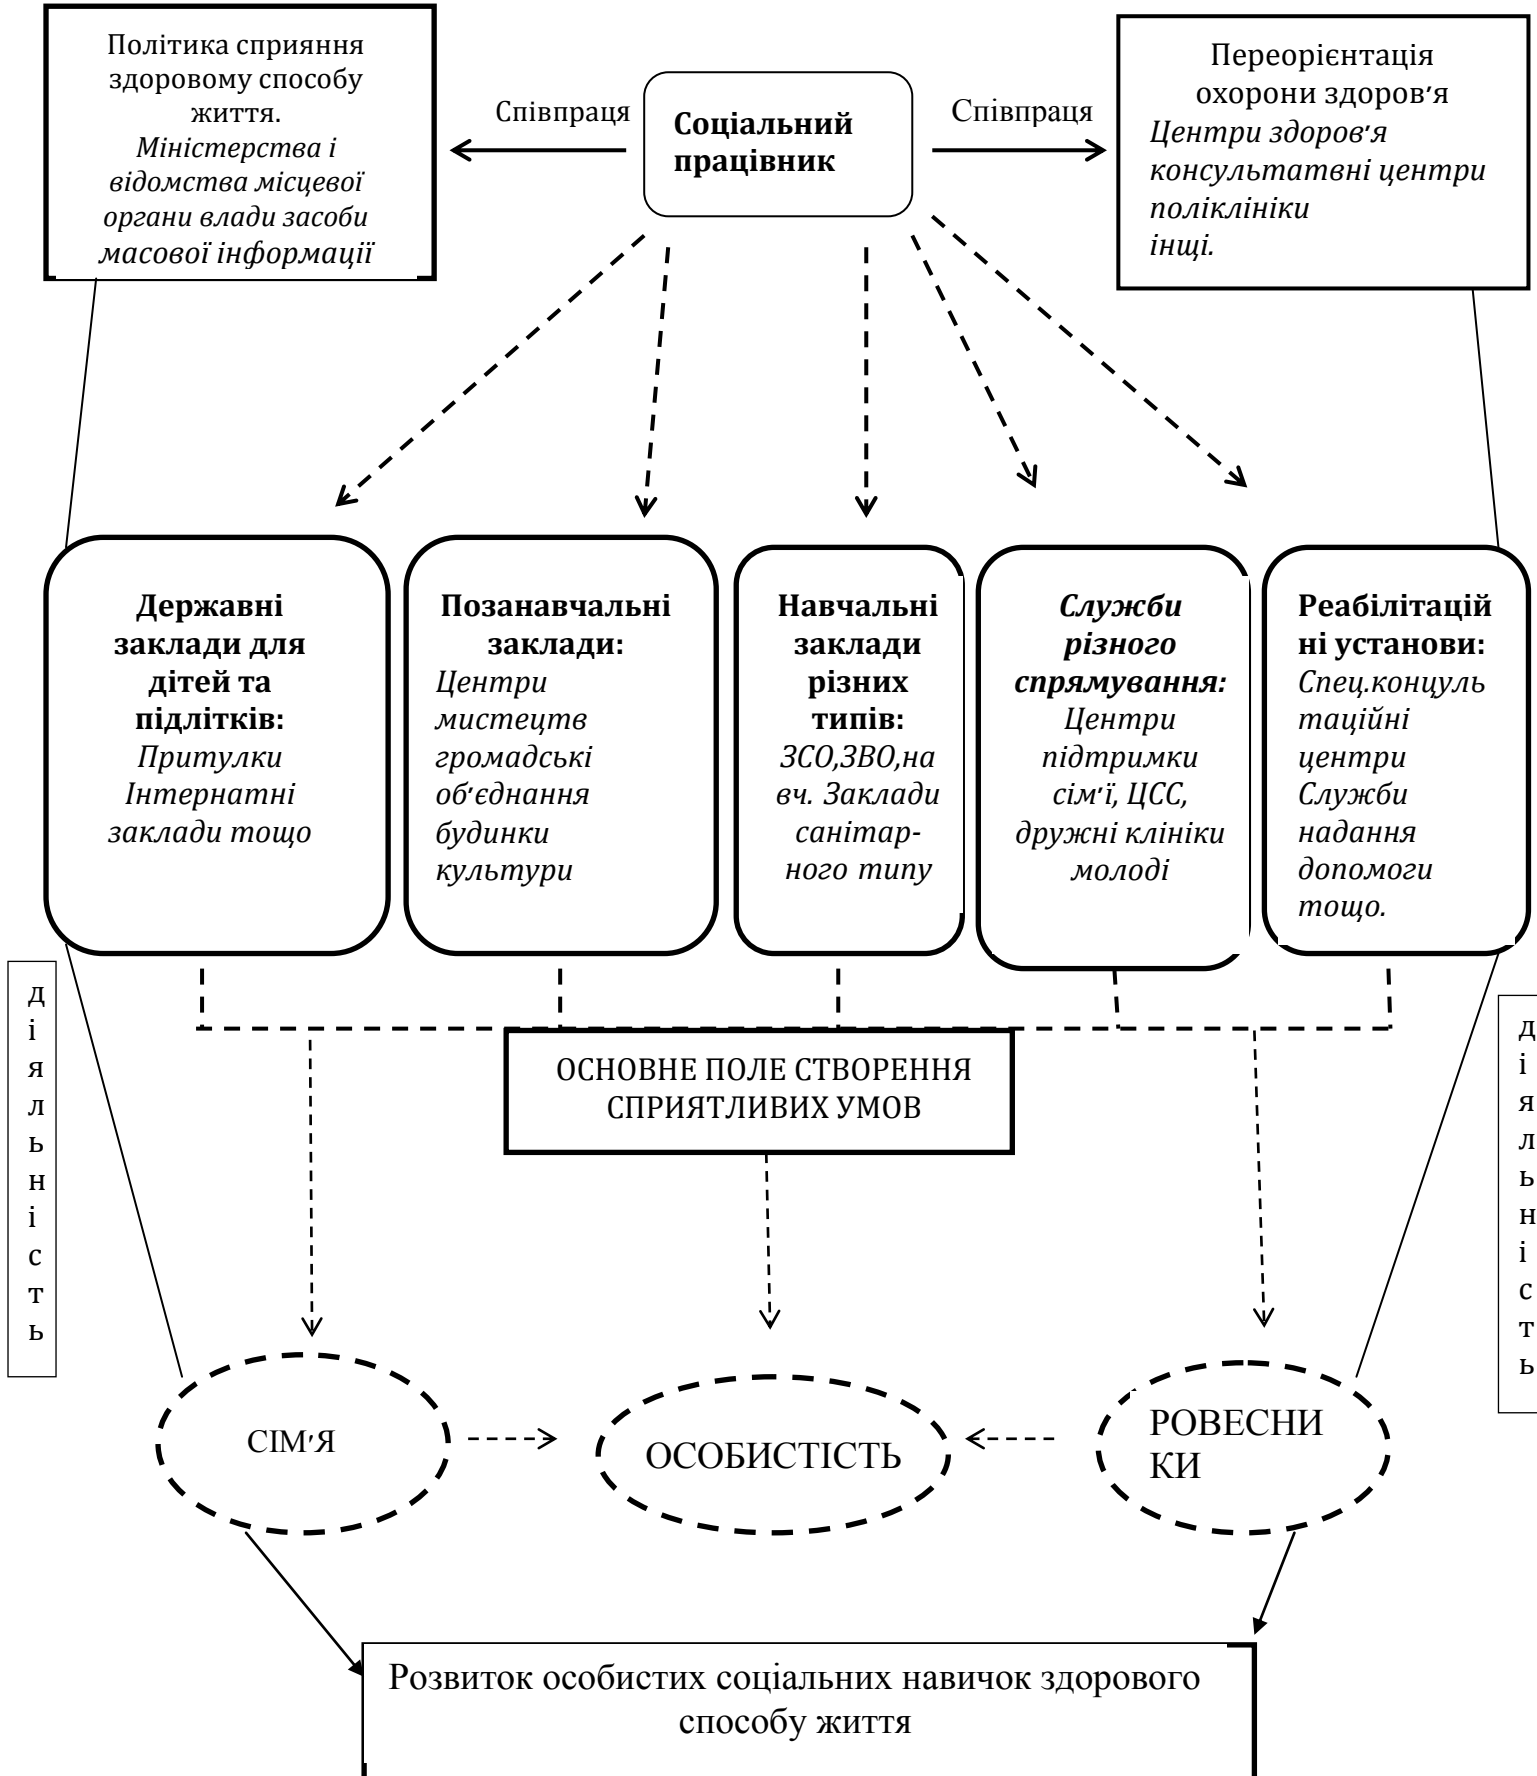 Політика сприяння
здоровому способу
життя.
Міністерства і
відомства місцевої
органи влади засоби
масової інформації
Співпраця
Соціальний
працівник
Співпраця
Переорієнтація
охорони здоров'я
Центри здоров'я
консультатвні центри
поліклініки
інщі.
Державні
заклади для
дітей та
підлітків:
Притулки
Інтернатні
заклади тощо
Позанавчальні
заклади:
Центри
мистецтв
громадські
об'єднання
будинки
культури
Навчальні
заклади
різних
типів:
ЗСО,ЗВО,на
вч. Заклади
санітар-
ного типу
Служби
різного
спрямування:
Центри
підтримки
сім'ї, ЦСС,
дружні клініки
молоді
Реабілітацій
ні установи:
Спец.концуль
таційні
центри
Служби
надання
допомоги
тощо.
д
і
я
л
ь
н
і
с
т
ь
ОСНОВНЕ ПОЛЕ СТВОРЕННЯ
СПРИЯТЛИВИХ УМОВ
д
і
я
л
ь
н
і
с
т
ь
СІМ'Я
ОСОБИСТІСТЬ
РОВЕСНИ
КИ
Розвиток особистих соціальних навичок здорового
способу життя